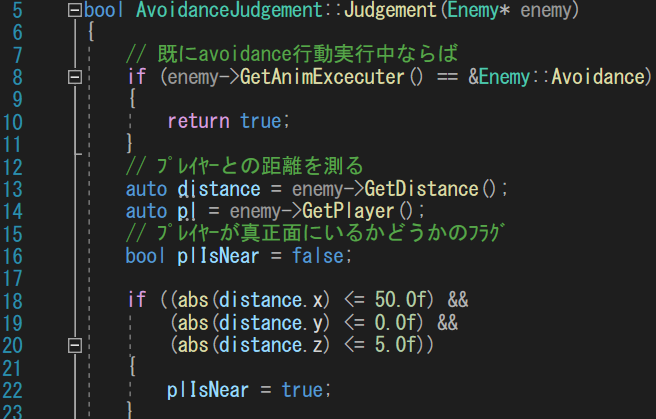 5 bool AvoidanceJudgement::Judgement(Enemy* enemy)
6 {
7 // 既にavoidance行動実行中ならば
8 if (enemy->GetAnimExcecuter() == &Enemy::Avoidance)
9 {
10 return true;
11 }
12 // ﾌﾟﾚｲﾔｰとの距離を測る
13 auto distance = enemy->GetDistance();
14 auto pl = enemy->GetPlayer();
15 // ﾌﾟﾚｲﾔｰが真正面にいるかどうかのﾌﾗｸﾞ
16 bool plIsNear = false;
17
18 if ((abs(distance.x) <= 50.0f) &&
19 (abs(distance.y) <= 0.0f) &&
20 (abs(distance.z) <= 5.0f))
21 {
22 plIsNear = true;
23 }